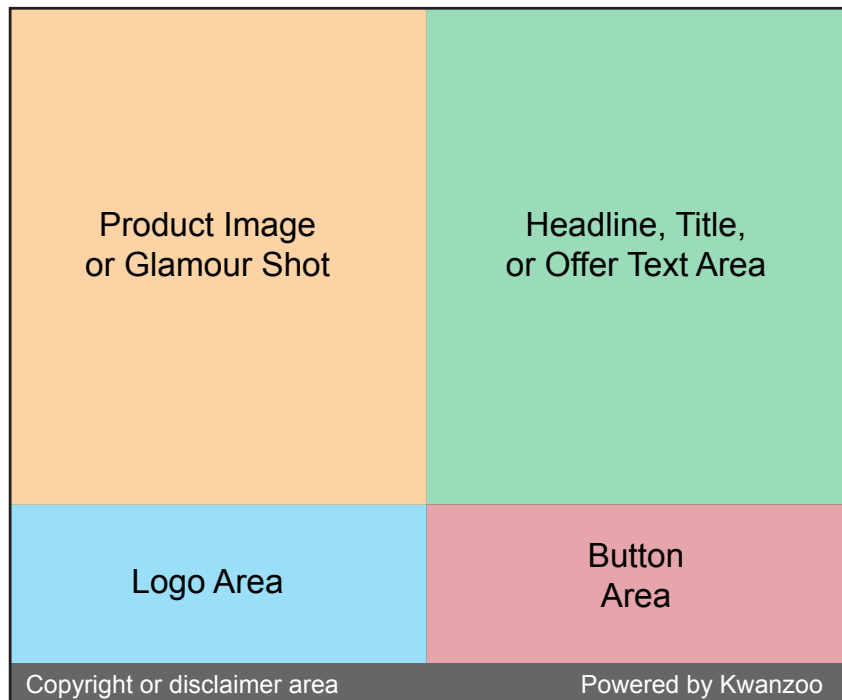 Product Image
or Glamour Shot
Headline, Title,
or Offer Text Area
Logo Area
Button
Area
Copyright or disclaimer area
Powered by Kwanzoo